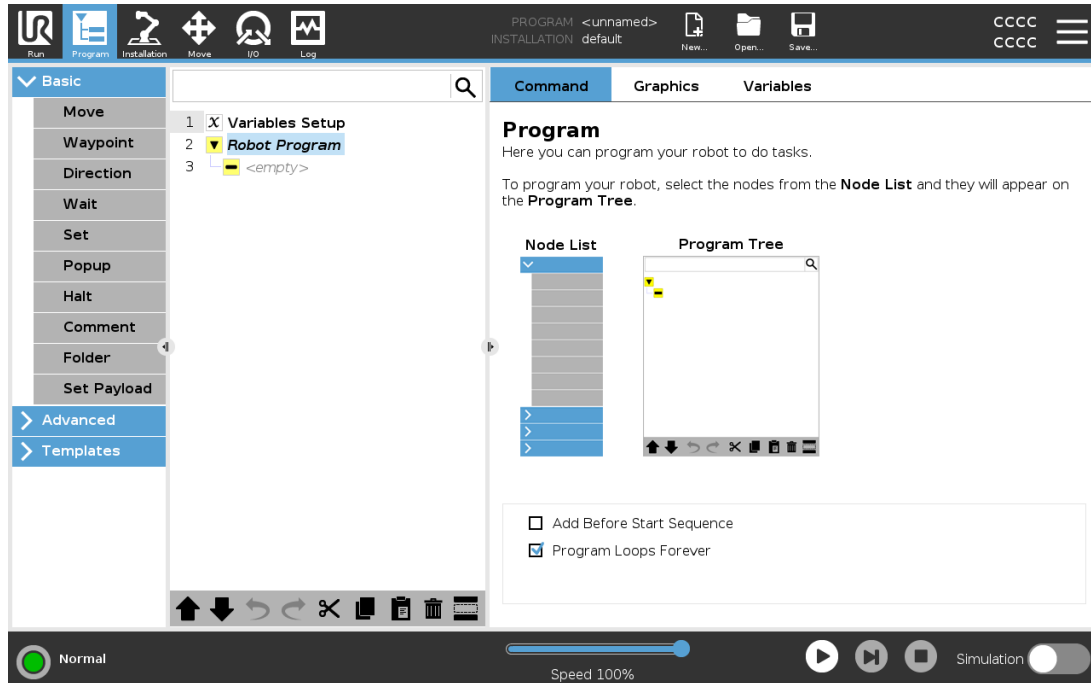 PROGRAM <unnamed>
INSTALLATION default
CCCC
CCCC
UR
Run
Program
Installation
Move
I/O
Log
New...
Open...
Save...
Basic
Move
Waypoint
Direction
Wait
Set
Popup
Halt
Comment
Folder
Set Payload
Advanced
Templates
1 X Variables Setup
2 Robot Program
3 <empty>
Command Graphics Variables
Program
Here you can program your robot to do tasks.
To program your robot, select the nodes from the Node List and they will appear on
the Program Tree.
Node List
Program Tree
Add Before Start Sequence
Program Loops Forever
Normal
Speed 100%
Simulation